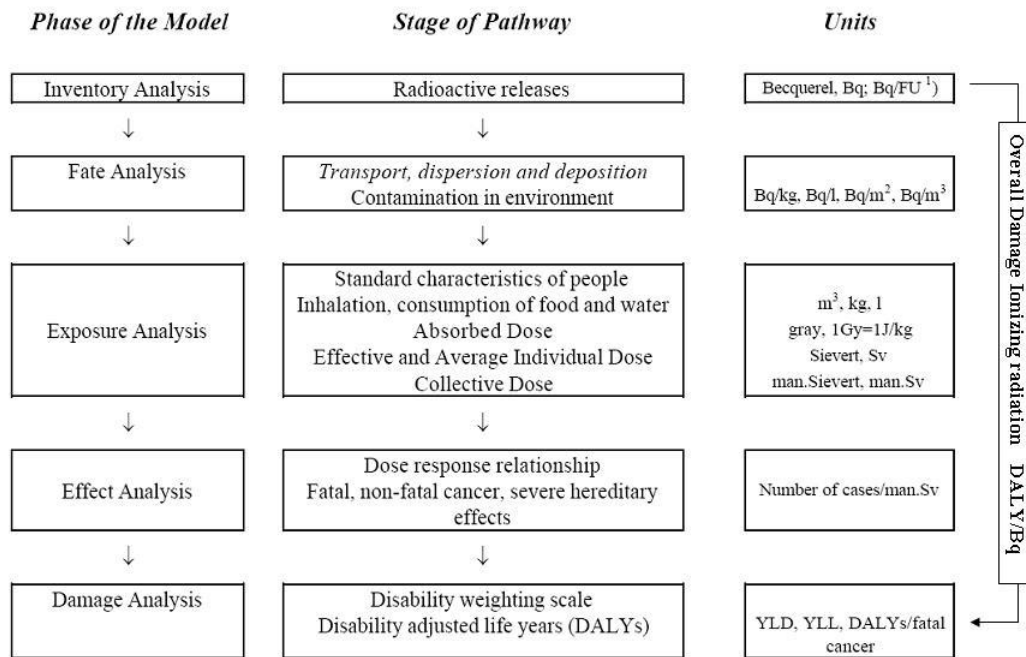 Phase of the Model
Stage of Pathway
Units
Inventory Analysis
Radioactive releases
Becquerel, Bq; Bq/FU ¹)
Fate Analysis
Transport, dispersion and deposition
Contamination in environment
Bq/kg, Bq/l, Bq/m², Bq/m³
Exposure Analysis
Standard characteristics of people
Inhalation, consumption of food and water
Absorbed Dose
Effective and Average Individual Dose
Collective Dose
m³, kg, l
gray, 1Gy=1J/kg
Sievert, Sv
man.Sievert, man.Sv
Effect Analysis
Dose response relationship
Fatal, non-fatal cancer, severe hereditary
effects
Number of cases/man.Sv
Damage Analysis
Disability weighting scale
Disability adjusted life years (DALYs)
YLD, YLL, DALYs/fatal
cancer
Overall Damage Ionizing radiation DALY/Bq